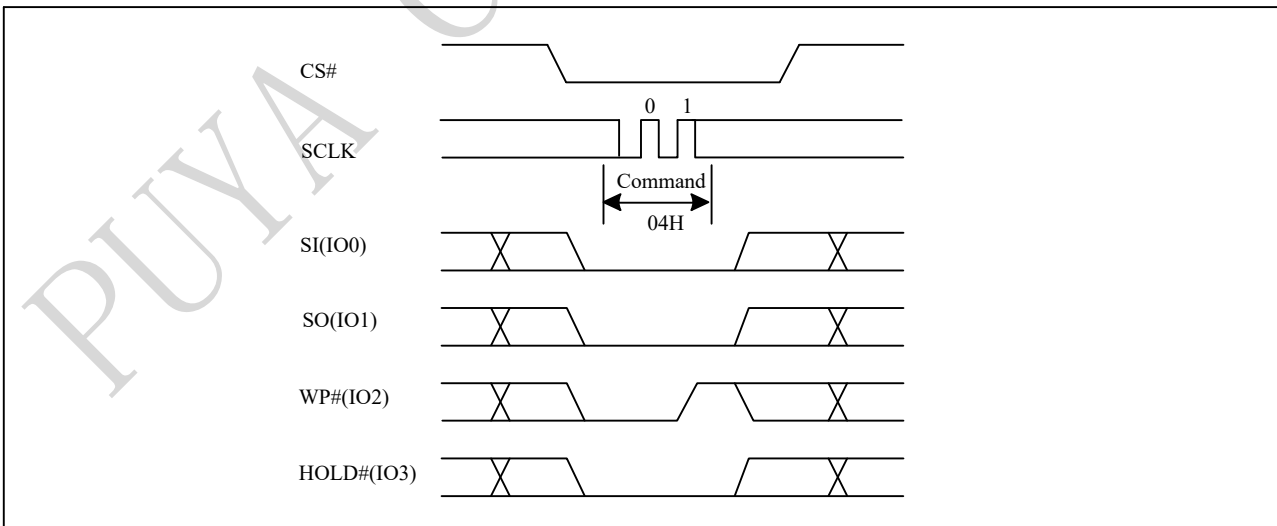 PUYA
CS#
0 1
SCLK
Command
04H
SI(IO0)
SO(IO1)
WP#(IO2)
HOLD#(IO3)